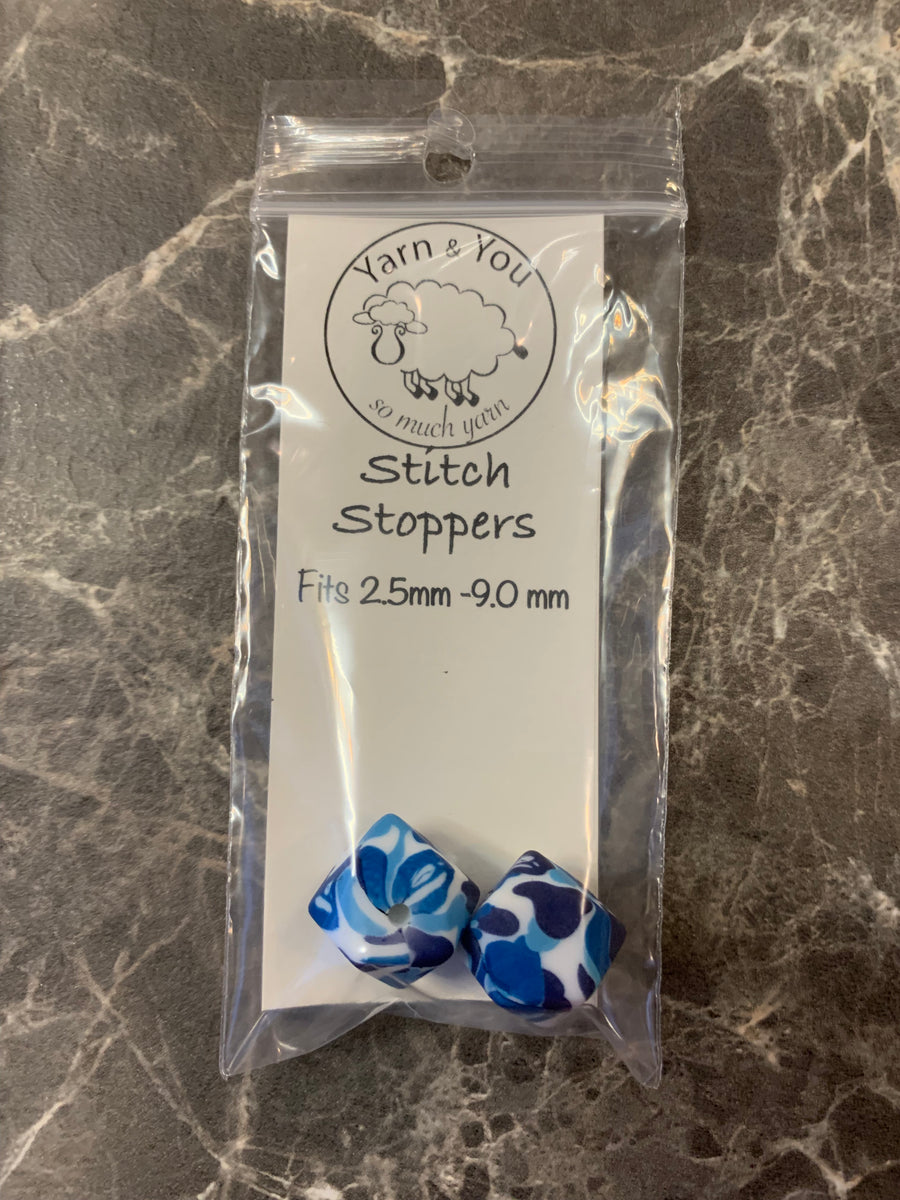 Yarn & You
so much yarn
Stitch
Stoppers
Fits 2.5mm -9.0 mm